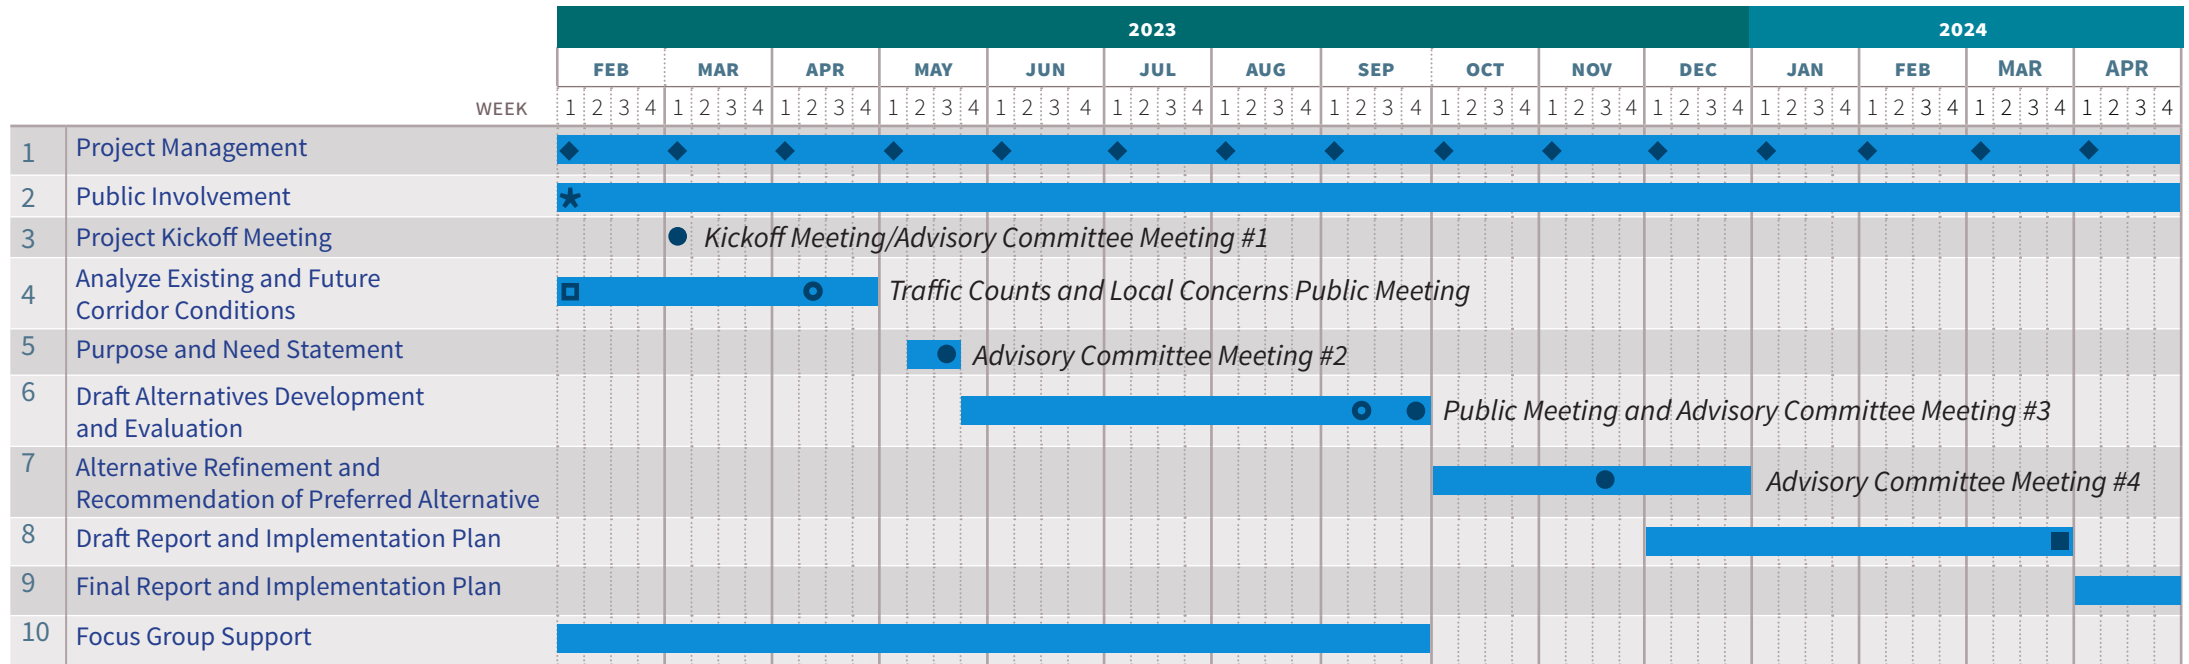 2023 2024
FEB MAR APR MAY JUN JUL AUG SEP OCT NOV DEC JAN FEB MaR APR
WEEK 1 2 3 4 1 2 3 4 1 2 3 4 1 2 3 4 1 2 3 4 1 2 3 4 1 2 3 4 1 2 3 4 1 2 3 4 1 2 3 4 1 2 3 4 1 2 3 4 1 2 3 4 1 2 3 4 1 2 3 4
1 Project Management
2 Public Involvement
3 Project Kickoff Meeting Kickoff Meeting/Advisory Committee Meeting #1
4 Analyze Existing and Future
Corridor Conditions Traffic Counts and Local Concerns Public Meeting
5 Purpose and Need Statement Advisory Committee Meeting #2
6 Draft Alternatives Development
and Evaluation Public Meeting and Advisory Committee Meeting #3
7 Alternative Refinement and
Recommendation of Preferred Alternative Advisory Committee Meeting #4
8 Draft Report and Implementation Plan
9 Final Report and Implementation Plan
10 Focus Group Support